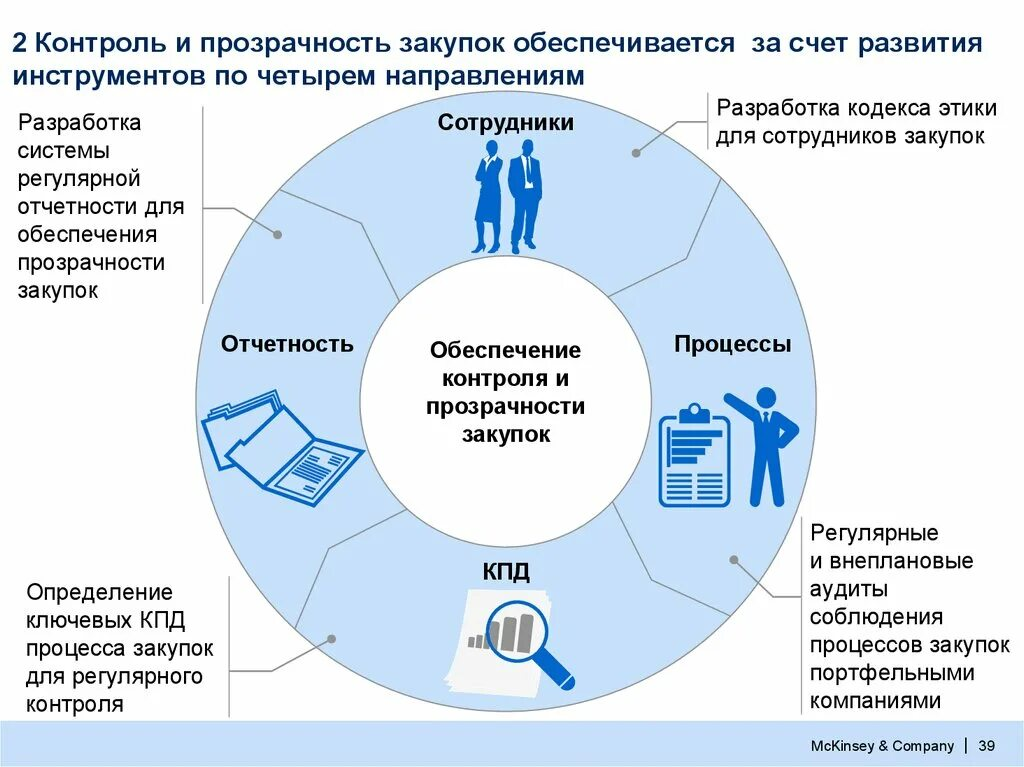 2 Контроль и прозрачность закупок обеспечивается за счет развития
инструментов по четырем направлениям
Разработка
системы
регулярной
отчетности для
обеспечения
прозрачности
закупок
Сотрудники
Разработка кодекса этики
для сотрудников закупок
Отчетность
Обеспечение
контроля и
прозрачности
закупок
Процессы
Определение
ключевых КПД
процесса закупок
для регулярного
контроля
КПД
Регулярные
и внеплановые
аудиты
соблюдения
процессов закупок
портфельными
компаниями
McKinsey & Company | 39